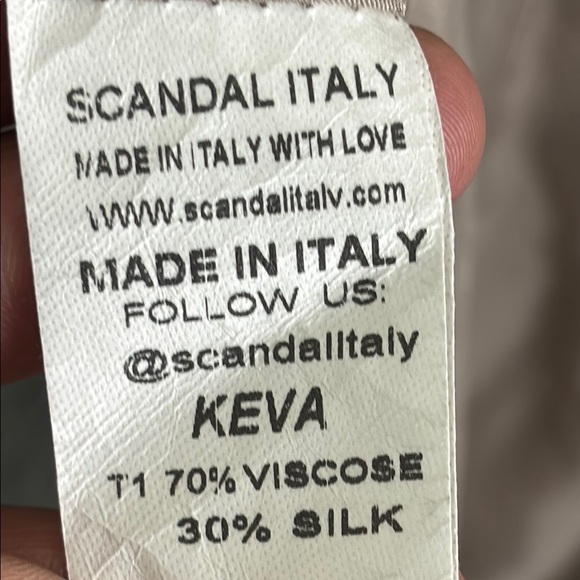 SCANDAL ITALY
MADE IN ITALY WITH LOVE
WWW.scandalitaly.com
MADE IN ITALY
FOLLOW US:
@scandalitaly
KEVA
T1 70% VISCOSE
30% SILK